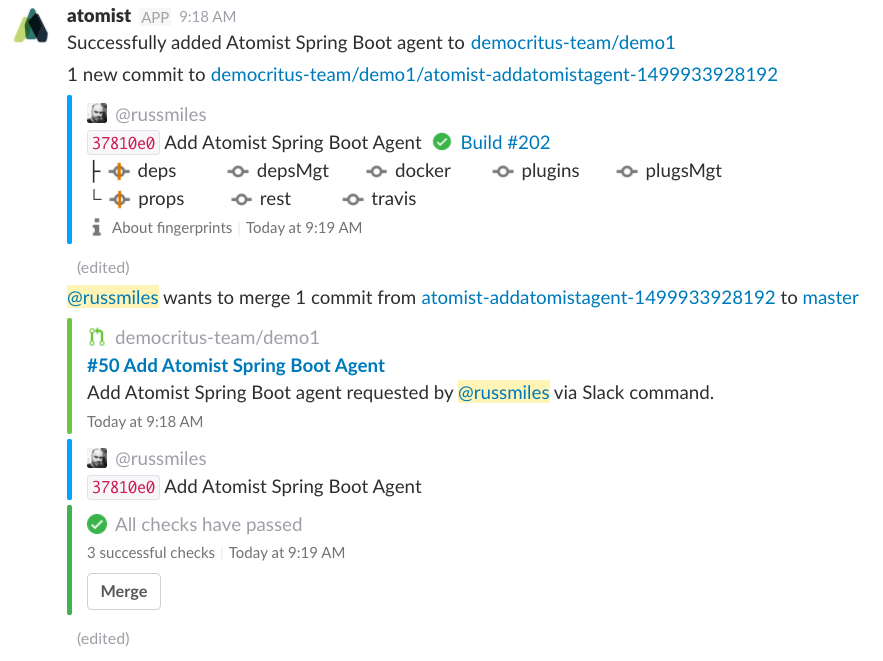 atomist APP 9:18 AM
Successfully added Atomist Spring Boot agent to democritus-team/demo1
1 new commit to democritus-team/demo1/atomist-addatomistagent-1499933928192
@russmiles
37810e0 Add Atomist Spring Boot Agent Build #202
deps depsMgt docker plugins plugsMgt
props rest travis
About fingerprints | Today at 9:19 AM
(edited)
@russmiles wants to merge 1 commit from atomist-addatomistagent-1499933928192 to master
democritus-team/demo1
#50 Add Atomist Spring Boot Agent
Add Atomist Spring Boot agent requested by @russmiles via Slack command.
Today at 9:18 AM
@russmiles
37810e0 Add Atomist Spring Boot Agent
All checks have passed
3 successful checks | Today at 9:19 AM
Merge
(edited)